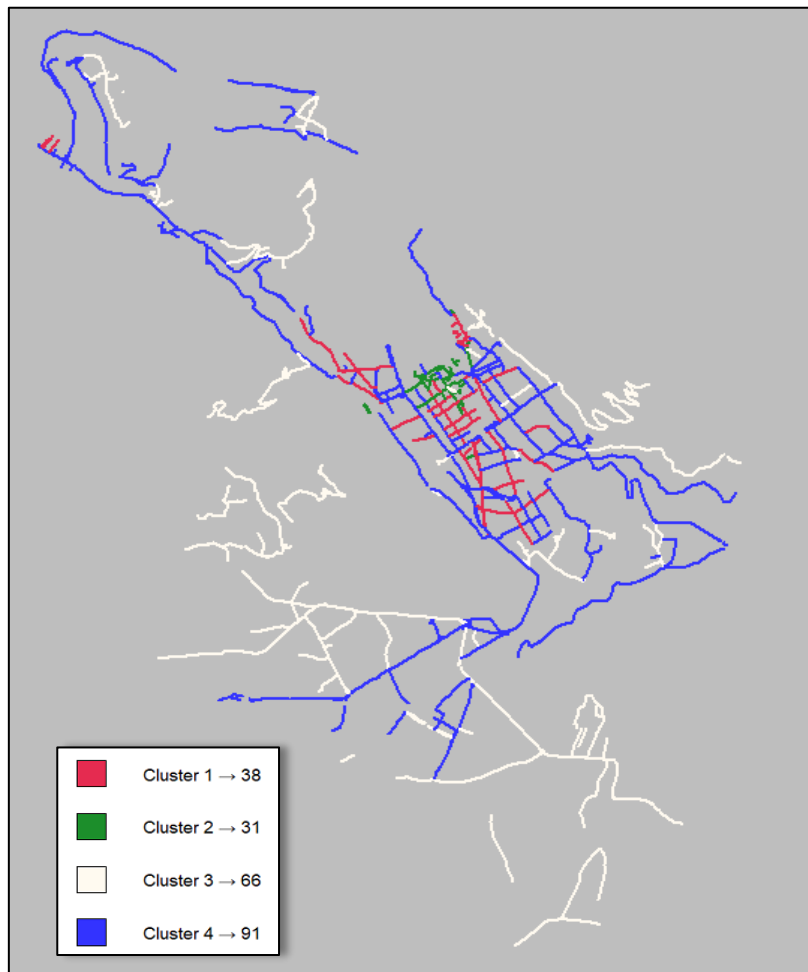 Cluster 1 → 38
Cluster 2 → 31
Cluster 3 → 66
Cluster 4 → 91